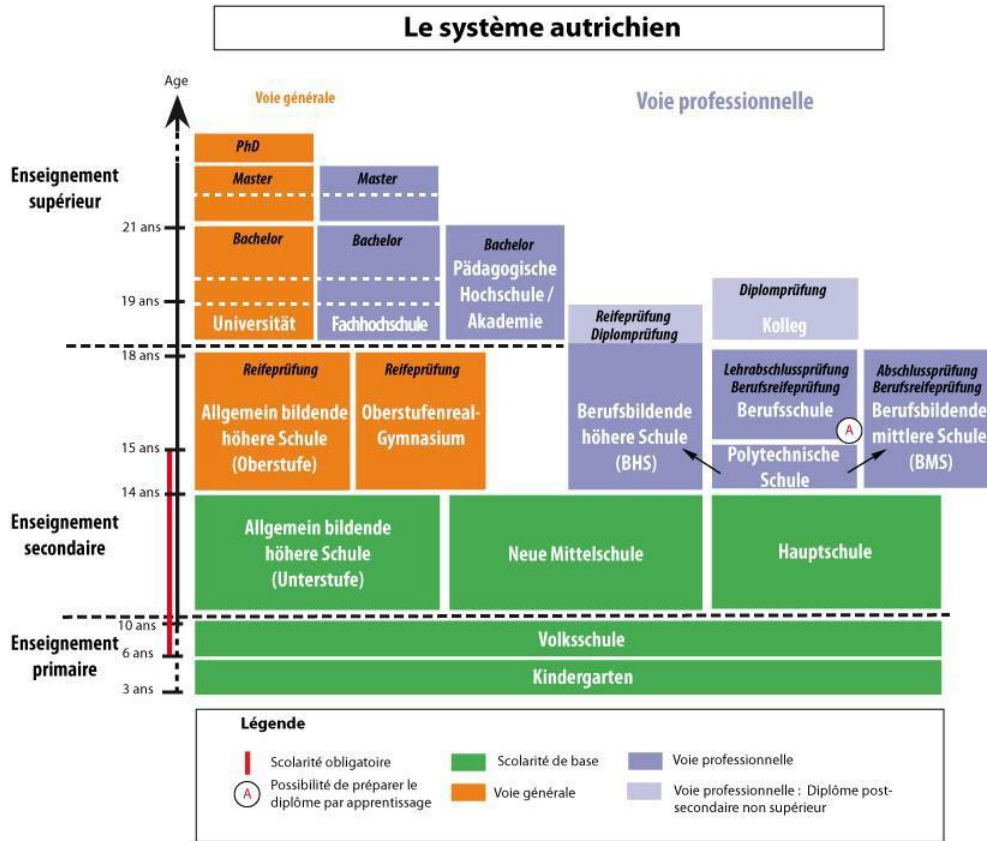 Le système autrichien
Age
Voie générale
Voie professionnelle
PhD
Enseignement
supérieur
Master
Master
21 ans
Bachelor
Bachelor
Bachelor
Pädagogische
Hochschule /
Akademie
19 ans
Universität
Fachhochschule
Reifeprüfung
Diplomprüfung
Diplomprüfung
Kolleg
18 ans
Reifeprüfung
Allgemein bildende
höhere Schule
(Oberstufe)
Reifeprüfung
Oberstufenreal-
Gymnasium
Berufsbildende
höhere Schule
(BHS)
Lehrabschlussprüfung
Berufsreifeprüfung
Berufsschule
A
Polytechnische
Schule
Abschlussprüfung
Berufsreifeprüfung
Berufsbildende
mittlere Schule
(BMS)
15 ans
14 ans
Enseignement
secondaire
Allgemein bildende
höhere Schule
(Unterstufe)
Neue Mittelschule
Hauptschule
10 ans
Enseignement
primaire
6 ans
3 ans
Volksschule
Kindergarten
Légende
Scolarité obligatoire
A
Possibilité de préparer le
diplôme par apprentissage
Scolarité de base
Voie générale
Voie professionnelle
Voie professionnelle : Diplôme post-
secondaire non supérieur